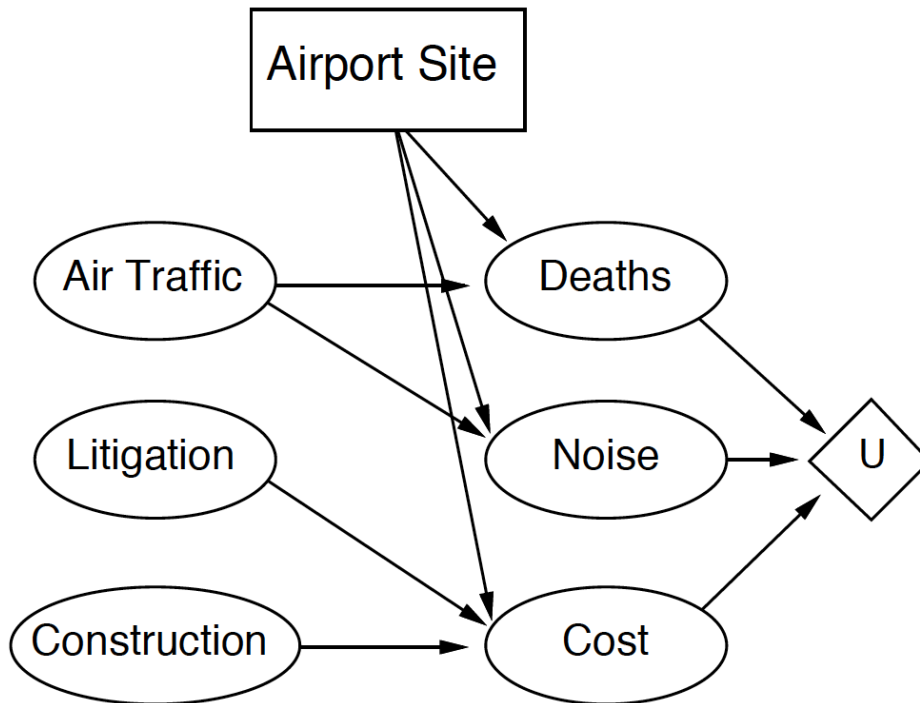 Airport Site
Air Traffic
Deaths
Litigation
Noise
U
Construction
Cost